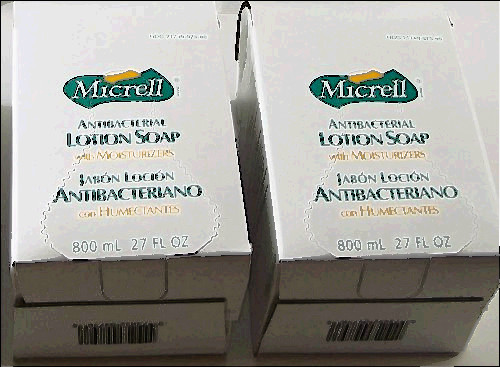 Micrell
ANTIBACTERIAL
LOTION SOAP
with MOISTURIZERS
JABÓN LOCIÓN
ANTIBACTERIANO
con HUMECTANTES
800 mL 27 FL OZ
Micrell
ANTIBACTERIAL
LOTION SOAP
with MOISTURIZERS
JABÓN LOCIÓN
ANTIBACTERIANO
con HUMECTANTES
800 mL 27 FL OZ